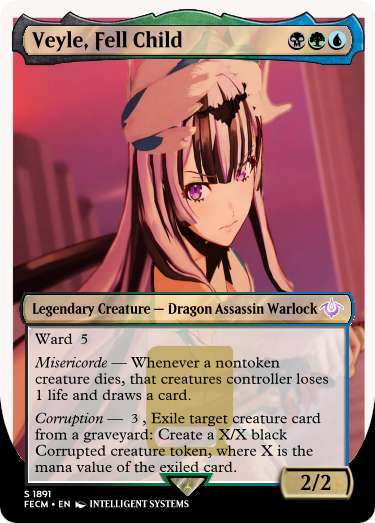 Veyle, Fell Child
Legendary Creature — Dragon Assassin Warlock
Ward 5
Misericorde — Whenever a nontoken
creature dies, that creatures controller loses
1 life and draws a card.
Corruption — 3 , Exile target creature card
from a graveyard: Create a X/X black
Corrupted creature token, where X is the
mana value of the exiled card.
2/2
S 1891
FECM • EN INTELLIGENT SYSTEMS